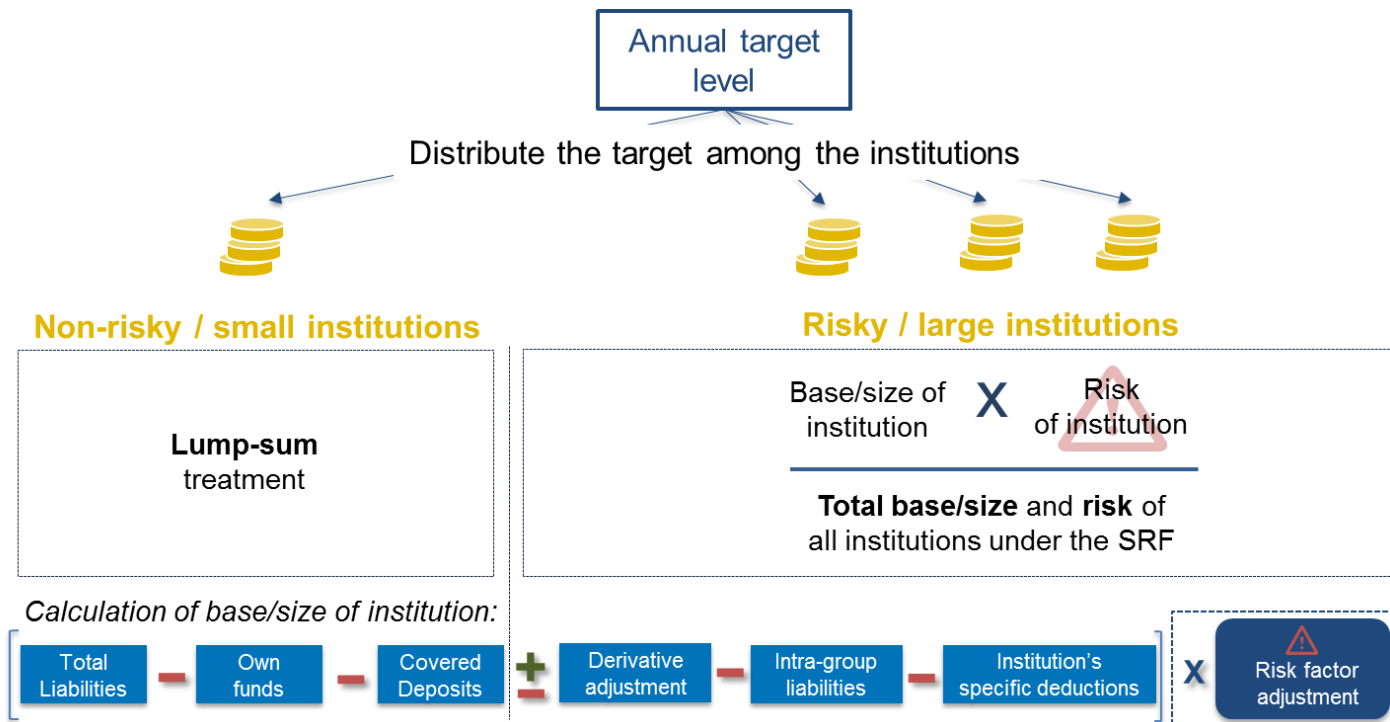 Annual target
level
Distribute the target among the institutions
Non-risky / small institutions
Risky / large institutions
Lump-sum
treatment
Base/size of
institution
X
Risk
of institution
Total base/size and risk of
all institutions under the SRF
Calculation of base/size of institution:
Total
Liabilities
Own
funds
Covered
Deposits
Derivative
adjustment
Intra-group
liabilities
Institution's
specific deductions
X
Risk factor
adjustment